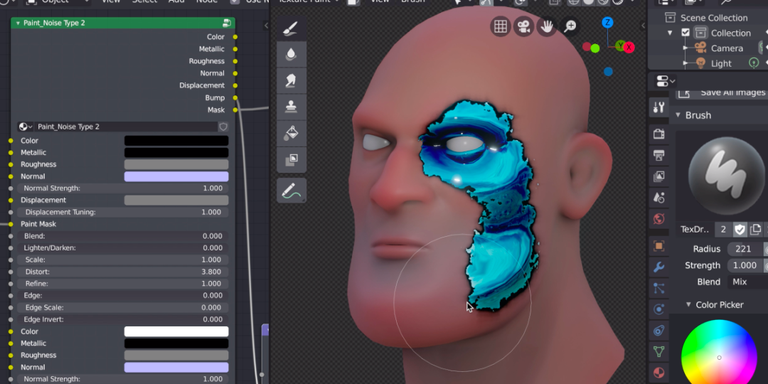 Object
View
Select
Add
Node
Texture Paint
View
Paint_Noise Type 2
Color
Metallic
Roughness
Normal
Displacement
Bump
Mask
Paint_Noise Type 2
Color
Metallic
Roughness
Normal
Normal Strength: 1.000
Displacement
Displacement Tuning: 1.000
Paint Mask
Blend: 0.000
Lighten/Darken: 0.000
Scale: 1.000
Distort: 3.800
Refine: 1.000
Edge: 0.000
Edge Scale: 0.000
Edge Invert: 0.000
Color
Metallic
Roughness
Normal
Normal Strength: 1.000
Z
Y
Scene Collection
Collection
Camera
Light
Save All Images
Brush
TexDr.. 2
Radius 221
Strength 1.000
Blend Mix
Color Picker